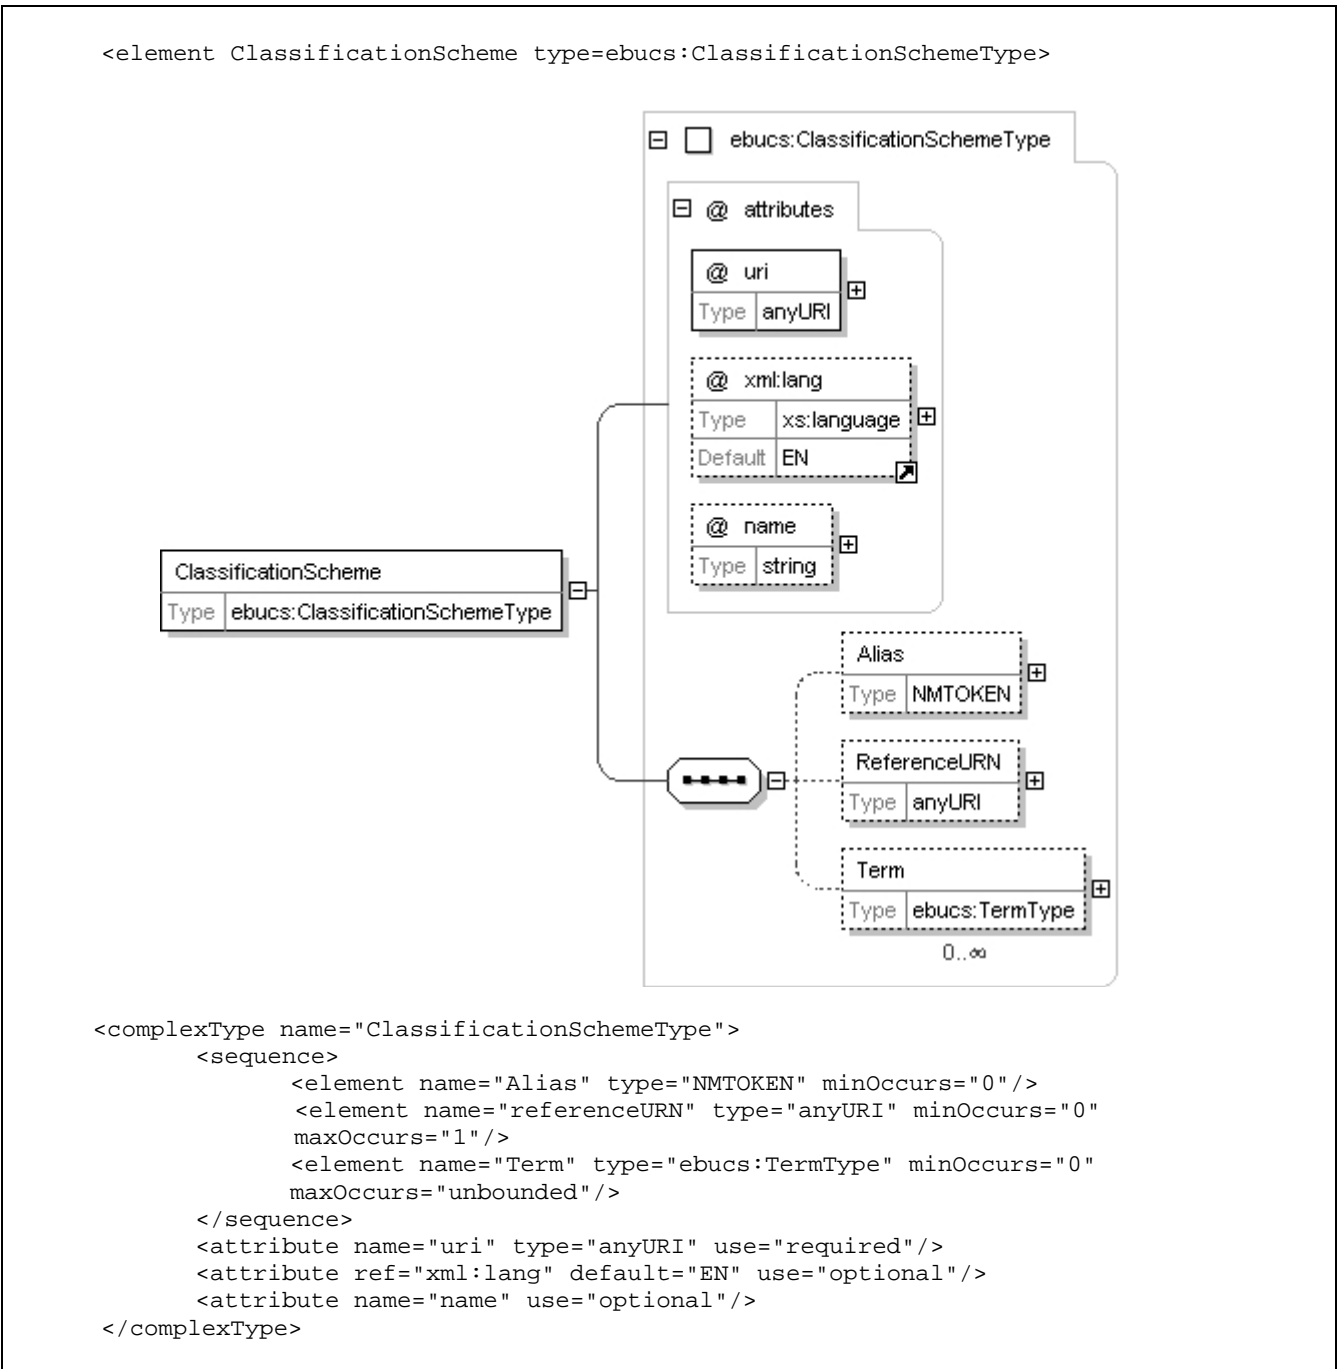 <element ClassificationScheme type=ebucs:ClassificationSchemeType>
ebucs:ClassificationSchemeType
@ attributes
@ uri
Type anyURI
@ xml:lang
Type xs:language
Default EN
@ name
Type string
ClassificationScheme
Type ebucs:ClassificationSchemeType
Alias
Type NMTOKEN
ReferenceURN
Type anyURI
Term
Type ebucs:TermType
0..∞
<complexType name="ClassificationSchemeType">
<sequence>
<element name="Alias" type="NMTOKEN" minOccurs="0"/>
<element name="referenceURN" type="anyURI" minOccurs="0"
maxOccurs="1"/>
<element name="Term" type="ebucs:TermType" minOccurs="0"
maxOccurs="unbounded"/>
</sequence>
<attribute name="uri" type="anyURI" use="required"/>
<attribute ref="xml:lang" default="EN" use="optional"/>
<attribute name="name" use="optional"/>
</complexType>